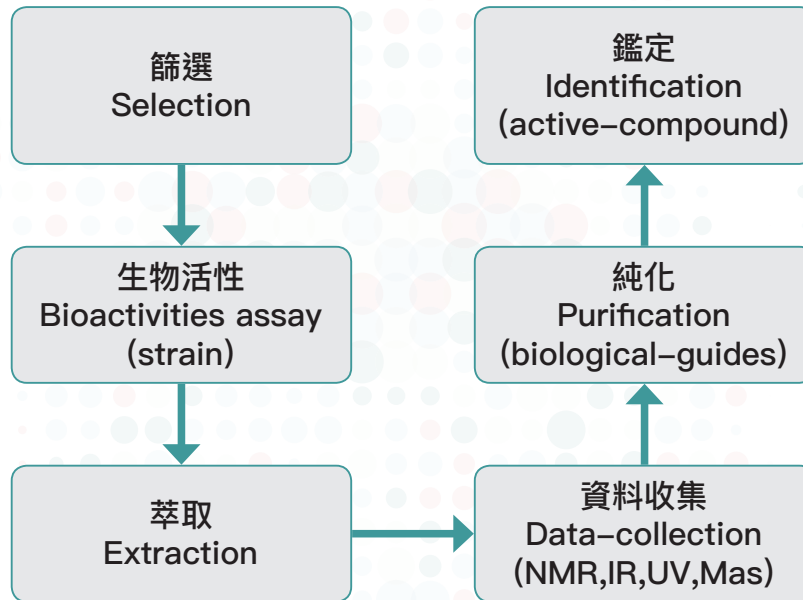 篩選
Selection
生物活性
Bioactivities assay
(strain)
萃取
Extraction
資料收集
Data-collection
(NMR,IR,UV,Mas)
純化
Purification
(biological-guides)
鑑定
Identification
(active-compound)